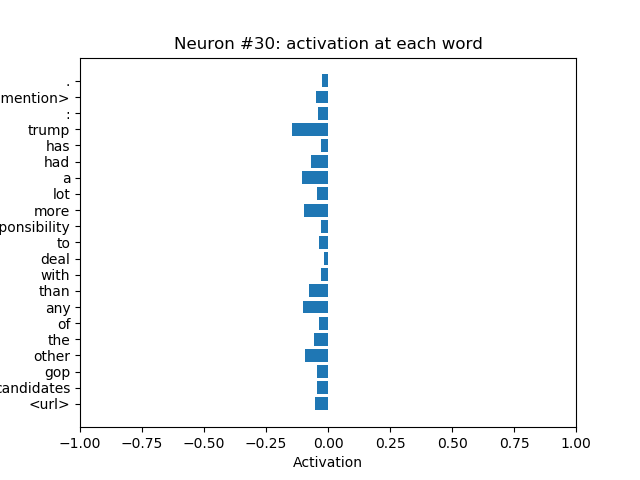 Neuron #30: activation at each word
.
mention>
:
trump
has
had
a
lot
more
ponsibility
to
deal
with
than
any
of
the
other
gop
candidates
<url>
−1.00 −0.75 −0.50 −0.25 0.00 0.25 0.50 0.75 1.00
Activation